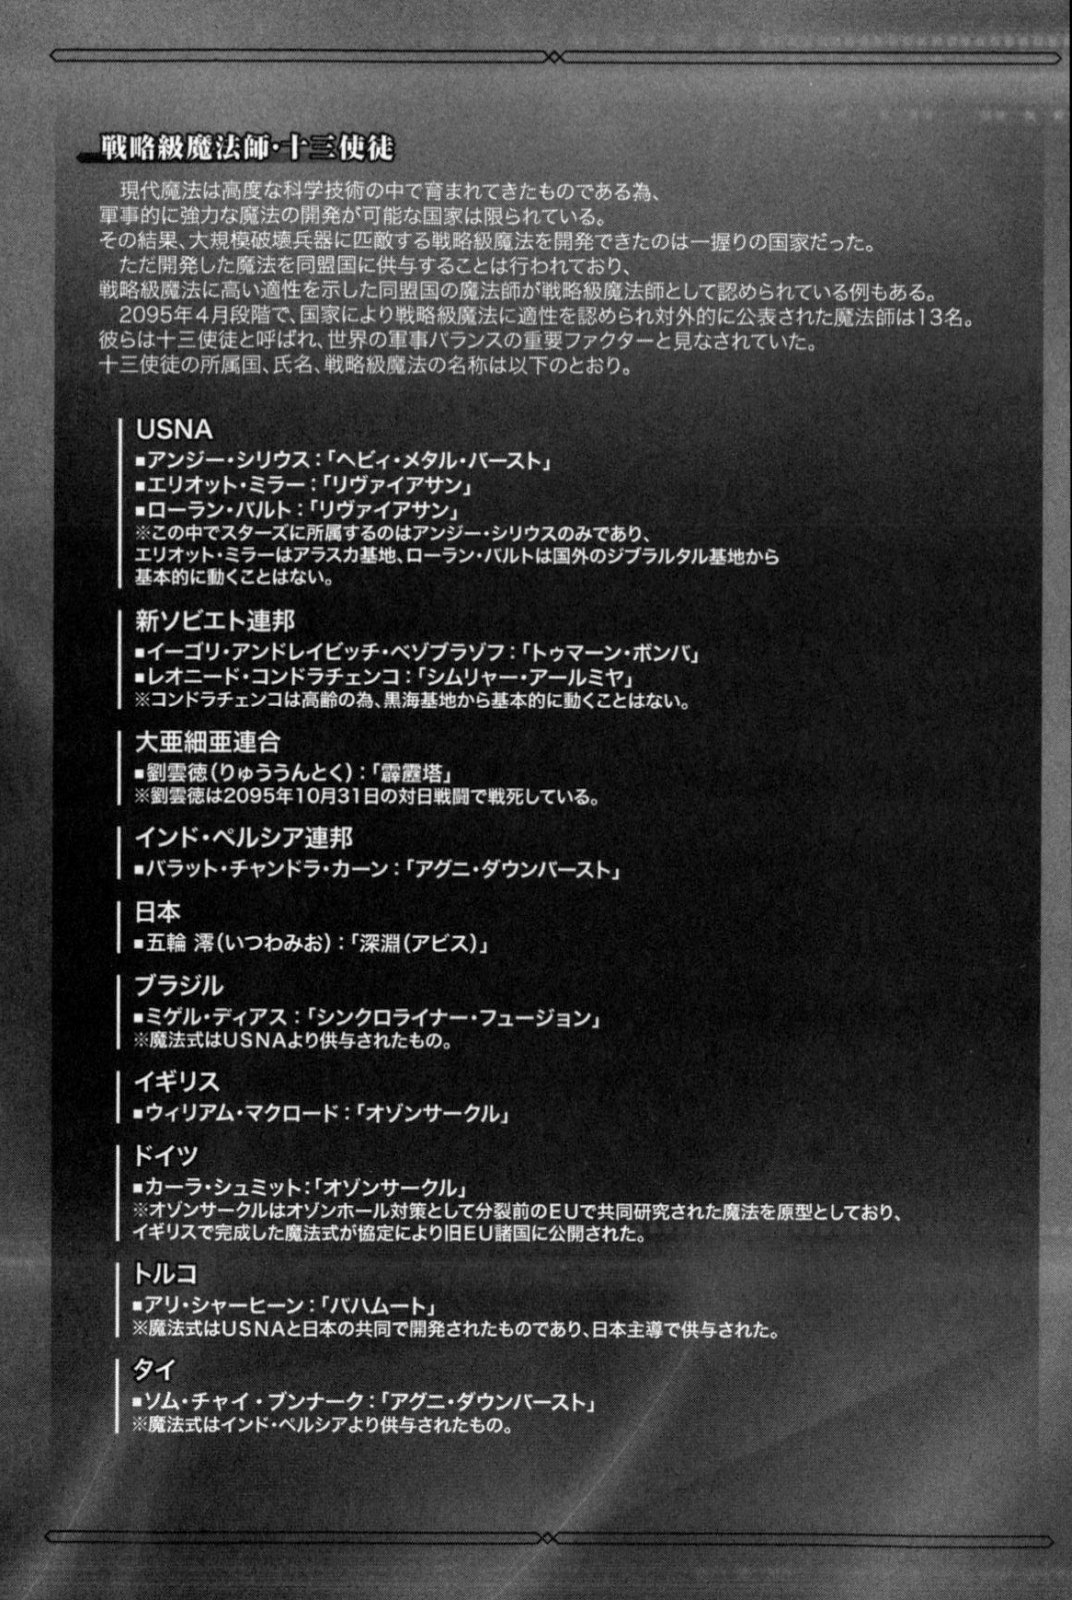 戦略級魔法師・十三使徒
現代魔法は高度な科学技術の中で育まれてきたものである為、
軍事的に強力な魔法の開発が可能な国家は限られている。
その結果、大規模破壊兵器に匹敵する戦略級魔法を開発できたのは一握りの国家だった。
ただ開発した魔法を同盟国に供与することは行われており、
戦略級魔法に高い適性を示した同盟国の魔法師が戦略級魔法師として認められている例もある。
2095年4月段階で、国家により戦略級魔法に適性を認められ対外的に公表された魔法師は13名。
彼らは十三使徒と呼ばれ、世界の軍事バランスの重要ファクターと見なされていた。
十三使徒の所属国、氏名、戦略級魔法の名称は以下のとおり。
USNA
■アンジー・シリウス：「ヘビィ・メタル・バースト」
■エリオット・ミラー：「リヴァイアサン」
■ローラン・バルト：「リヴァイアサン」
※この中でスターズに所属するのはアンジー・シリウスのみであり、
エリオット・ミラーはアラスカ基地、ローラン・バルトは国外のジブラルタル基地から
基本的に動くことはない。
新ソビエト連邦
■イーゴリ・アンドレイビッチ・ベゾブラゾフ：「トゥマーン・ボンバ」
■レオニード・コンドラチェンコ：「シムリャー・アールミヤ」
※コンドラチェンコは高齢の為、黒海基地から基本的に動くことはない。
大亜細亜連合
■劉雲徳（りゅううんとく）：「霹靂塔」
※劉雲徳は2095年10月31日の対日戦闘で戦死している。
インド・ペルシア連邦
■バラット・チャンドラ・カーン：「アグニ・ダウンバースト」
日本
■五輪 澪（いつわみお）：「深淵（アビス）」
ブラジル
■ミゲル・ディアス：「シンクロライナー・フュージョン」
※魔法式はUSNAより供与されたもの。
イギリス
■ウィリアム・マクロード：「オゾンサークル」
ドイツ
■カーラ・シュミット：「オゾンサークル」
※オゾンサークルはオゾンホール対策として分裂前のEUで共同研究された魔法を原型としており、
イギリスで完成した魔法式が協定により旧EU諸国に公開された。
トルコ
■アリ・シャーヒーン：「バハムート」
※魔法式はUSNAと日本の共同で開発されたものであり、日本主導で供与された。
タイ
■ソム・チャイ・ブンナーク：「アグニ・ダウンバースト」
※魔法式はインド・ペルシアより供与されたもの。